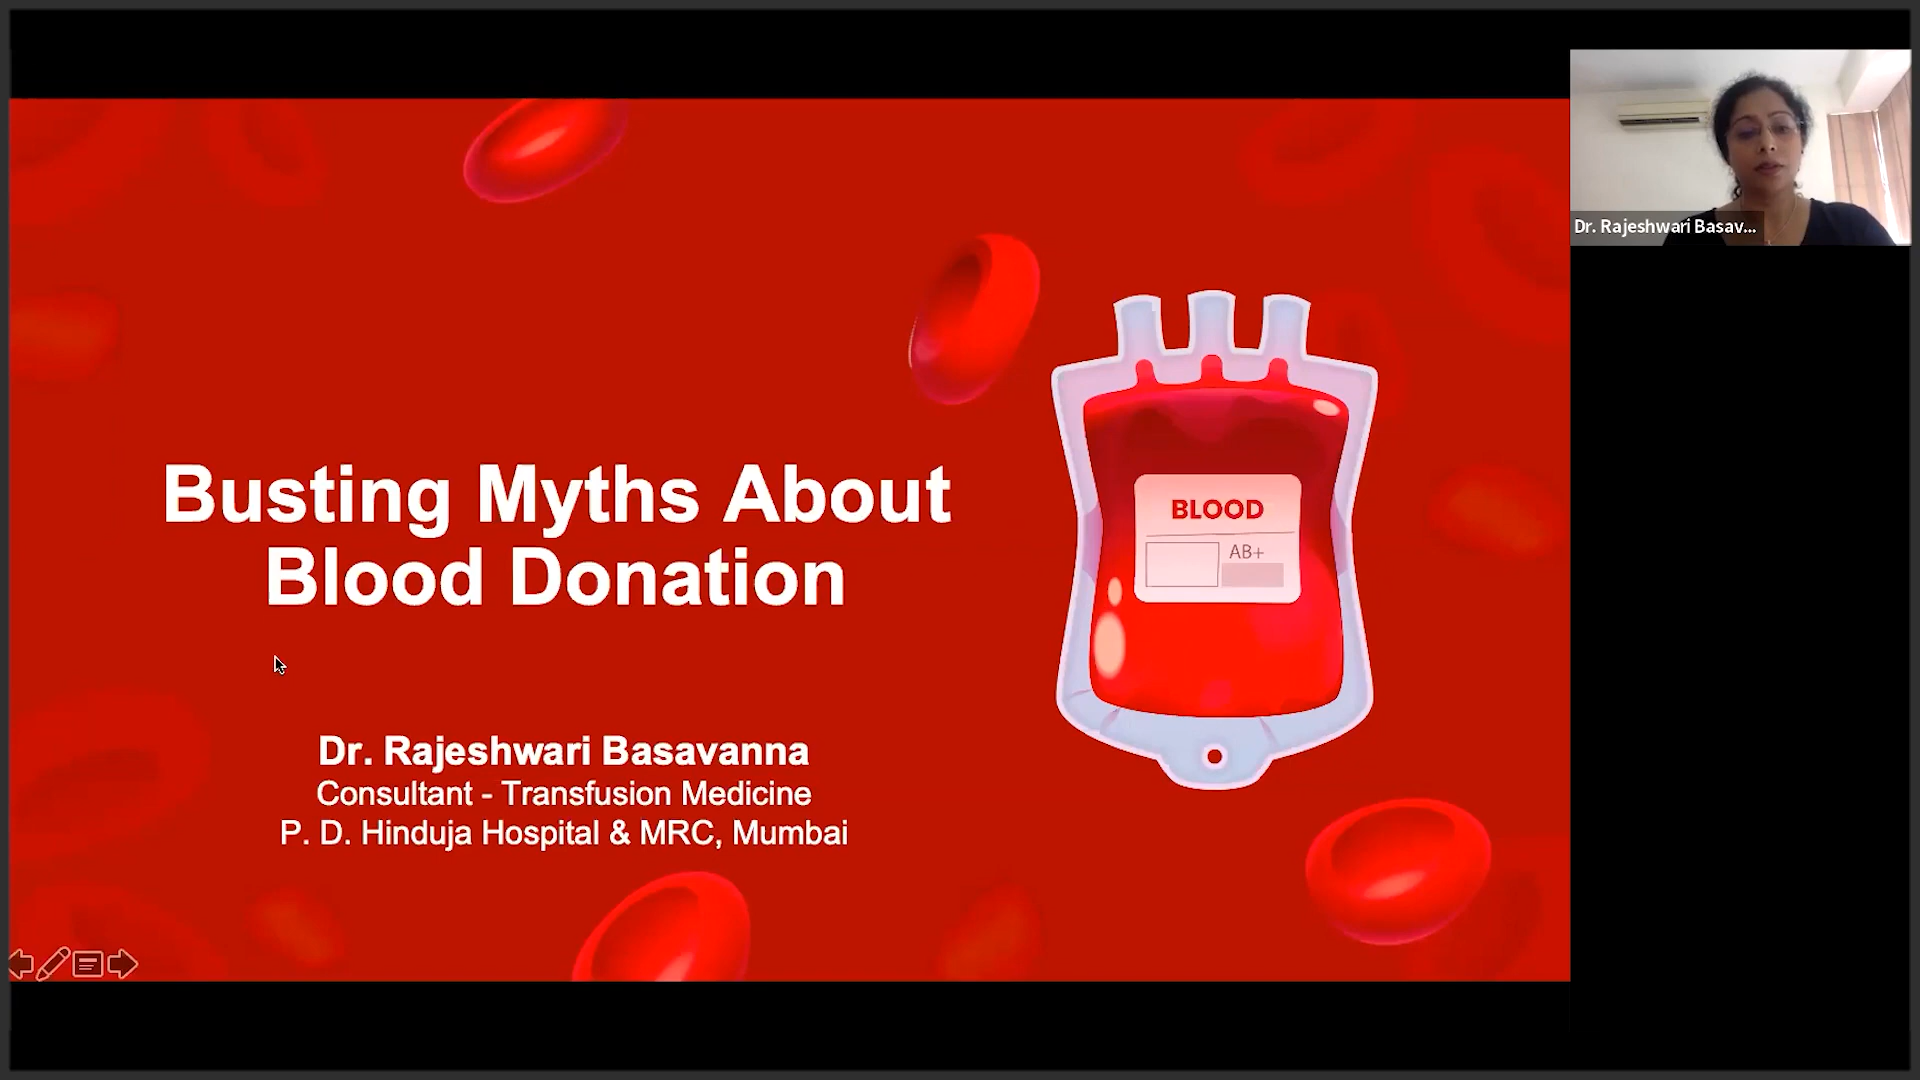 Busting Myths About
Blood Donation
Dr. Rajeshwari Basavanna
Consultant - Transfusion Medicine
P. D. Hinduja Hospital & MRC, Mumbai
BLOOD
AB+
Dr. Rajeshwari Basav...